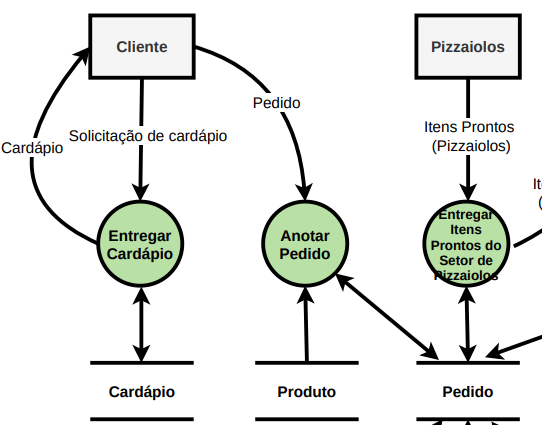 Cliente
Pizzaiolos
Pedido
Itens Prontos
(Pizzaiolos)
Solicitação de cardápio
Cardápio
Entregar
Cardápio
Anotar
Pedido
Entregar
Itens
Prontos do
Setor de
Pizzaiolos
Cardápio
Produto
Pedido